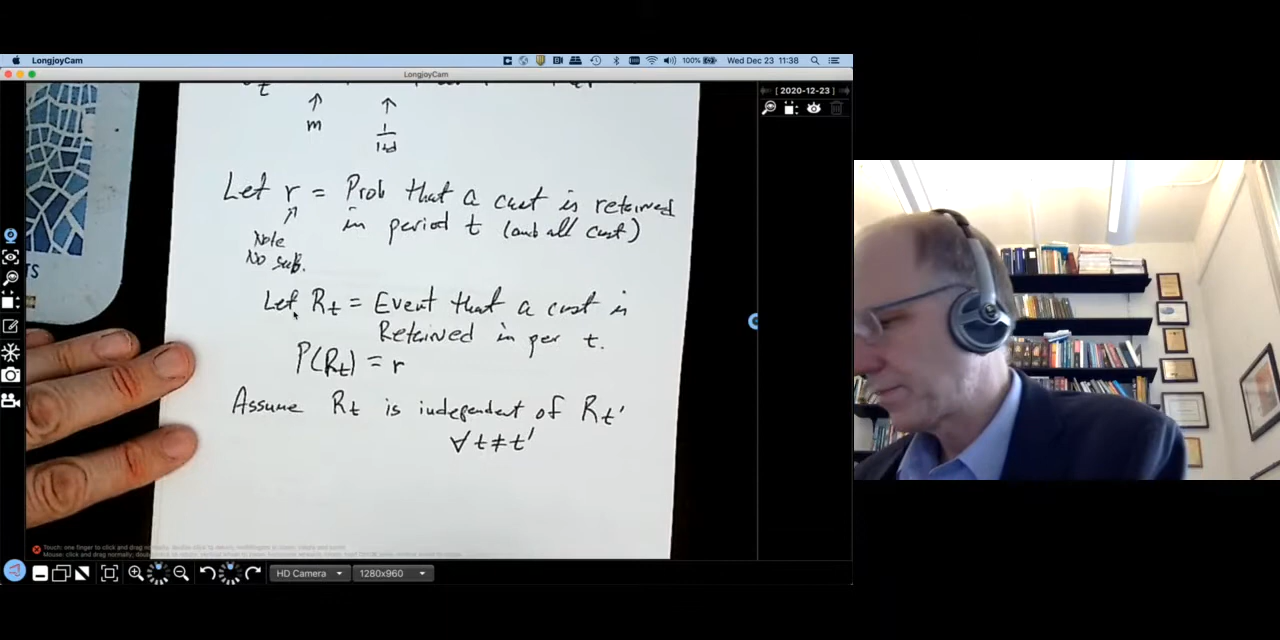 LongjoyCam
100%
Wed Dec 23 11:38
LongjoyCam
[ 2020-12-23 ]
m
1
1+d
Let r = Prob that a cust is retained
in period t (and all cust)
Note
No sub.
Let Rt = Event that a cust is
Retained in per t.
P(Rt) = r
Assume Rt is independent of Rt'
∀ t ≠ t'
HD Camera
1280x960